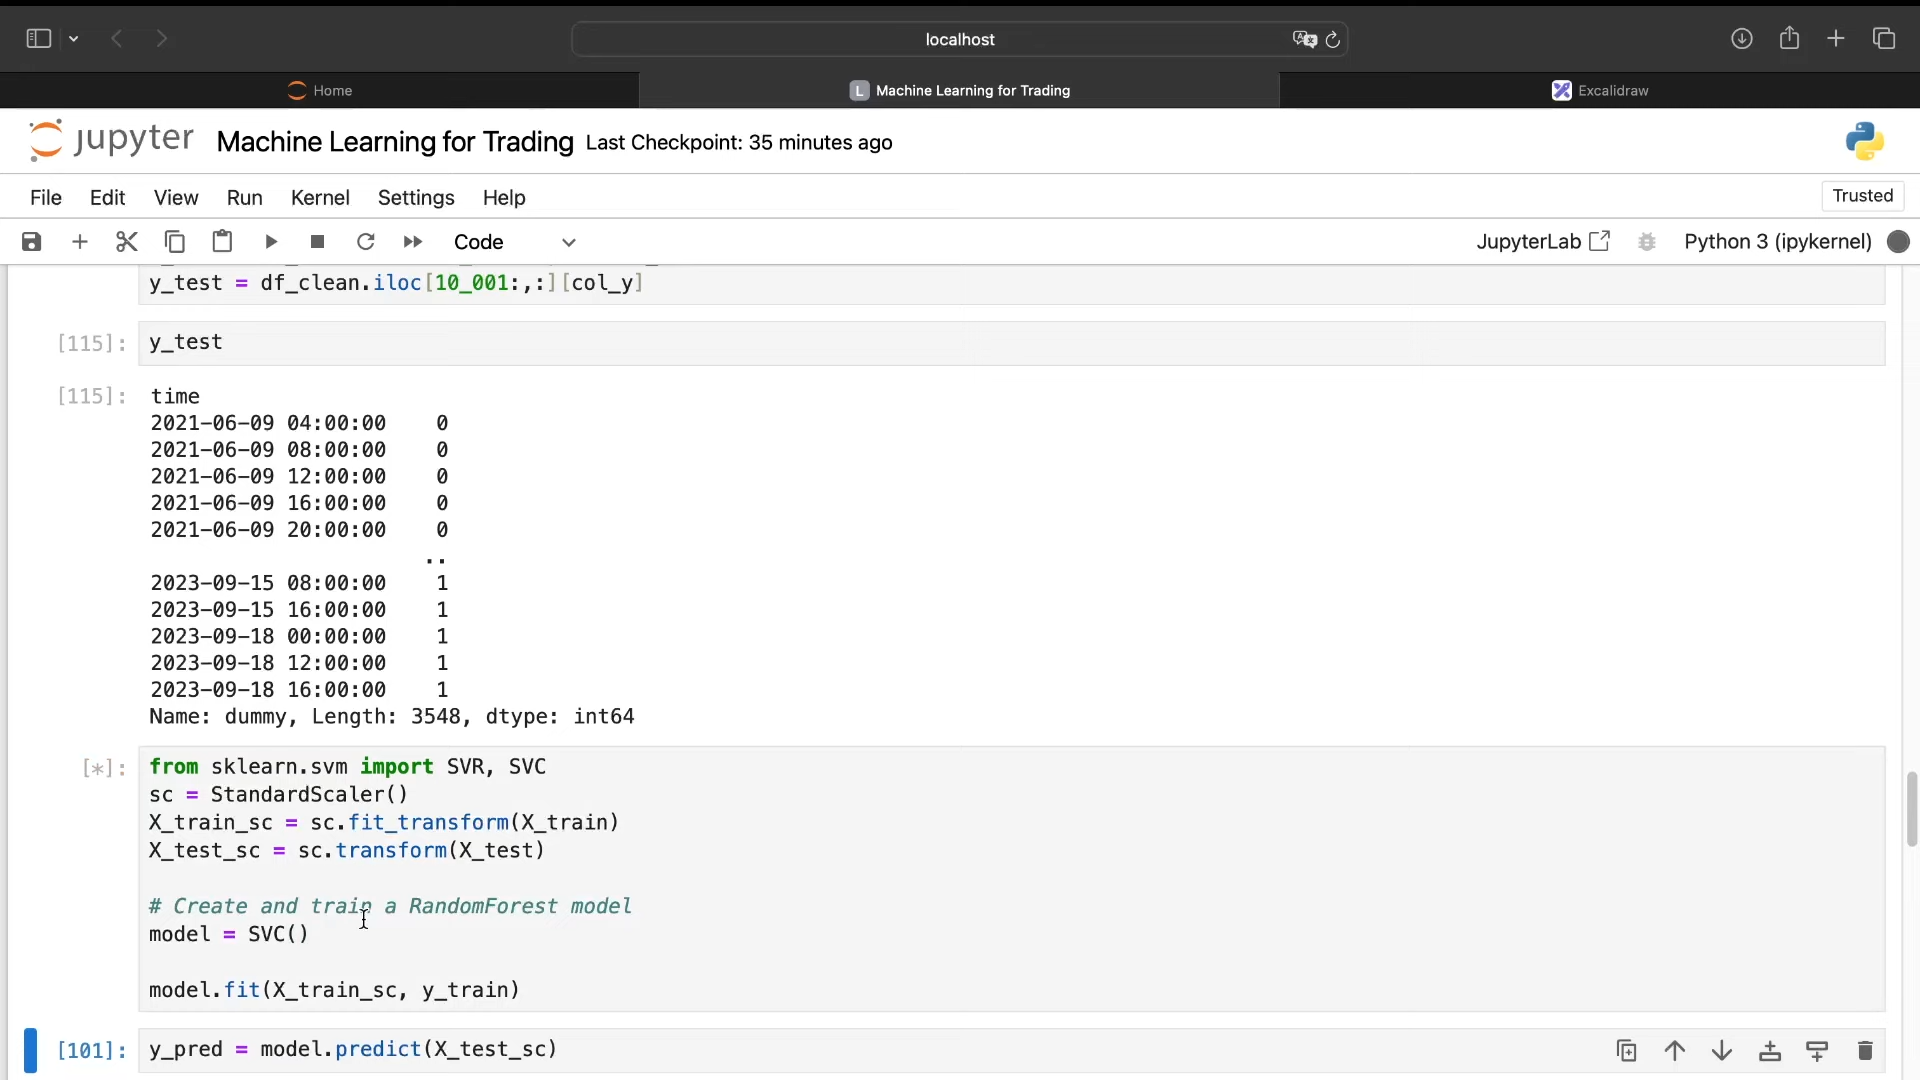 localhost
Home
L Machine Learning for Trading
Excalidraw
jupyter Machine Learning for Trading Last Checkpoint: 35 minutes ago
File Edit View Run Kernel Settings Help
Trusted
Code
JupyterLab
Python 3 (ipykernel)
y_test = df_clean.iloc[10_001:,:][col_y]
[115]: y_test
[115]: time
2021-06-09 04:00:00 0
2021-06-09 08:00:00 0
2021-06-09 12:00:00 0
2021-06-09 16:00:00 0
2021-06-09 20:00:00 0
..
2023-09-15 08:00:00 1
2023-09-15 16:00:00 1
2023-09-18 00:00:00 1
2023-09-18 12:00:00 1
2023-09-18 16:00:00 1
Name: dummy, Length: 3548, dtype: int64
[*]: from sklearn.svm import SVR, SVC
sc = StandardScaler()
X_train_sc = sc.fit_transform(X_train)
X_test_sc = sc.transform(X_test)
# Create and train a RandomForest model
model = SVC()
model.fit(X_train_sc, y_train)
[101]: y_pred = model.predict(X_test_sc)